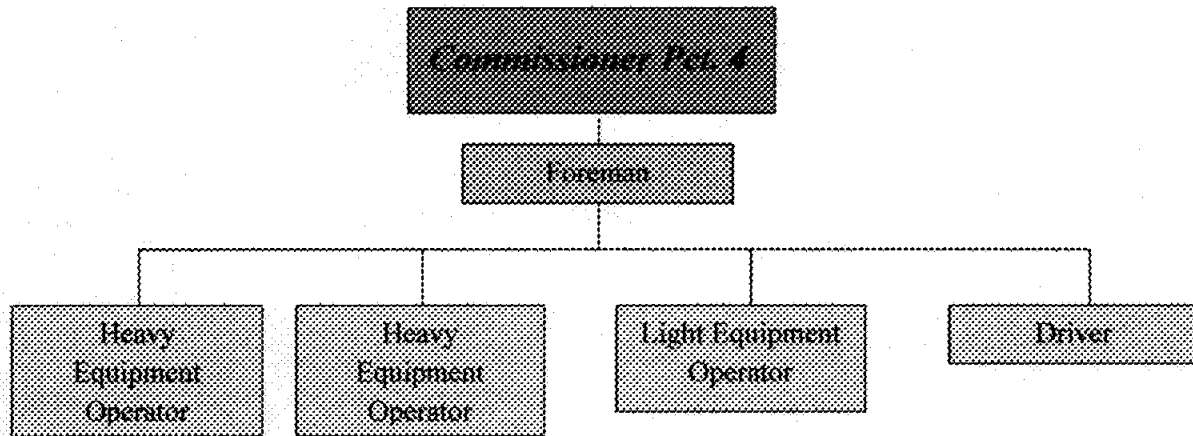 Commissioner Pct. 4
Foreman
Heavy
Equipment
Operator
Heavy
Equipment
Operator
Light Equipment
Operator
Driver